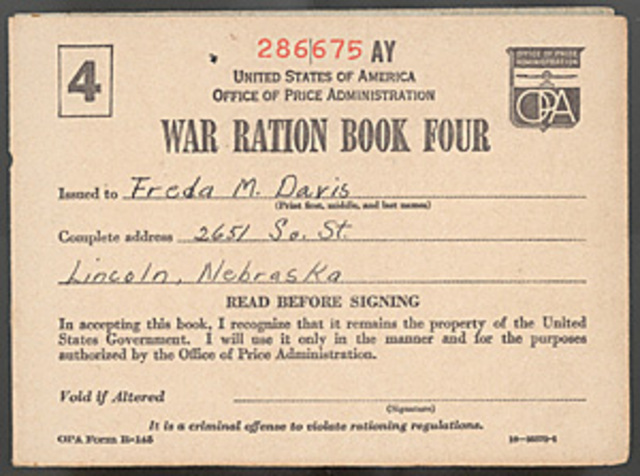 286675 AY
4
UNITED STATES OF AMERICA
OFFICE OF PRICE ADMINISTRATION
OFFICE OF PRICE
ADMINISTRATION
OPA
WAR RATION BOOK FOUR
Issued to Freda M. Davis
(Print first, middle, and last names)
Complete address 2651 So. St.
Lincoln, Nebraska
READ BEFORE SIGNING
In accepting this book, I recognize that it remains the property of the United
States Government. I will use it only in the manner and for the purposes
authorized by the Office of Price Administration.
Void if Altered
(Signature)
It is a criminal offense to violate rationing regulations.
OPA Form R-145